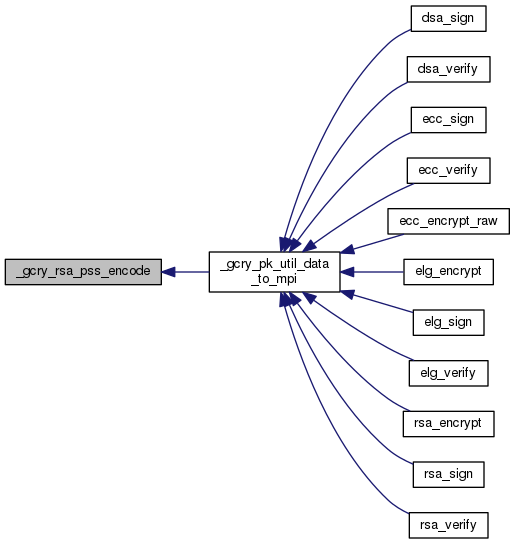 _gcry_rsa_pss_encode
_gcry_pk_util_data
_to_mpi
dsa_sign
dsa_verify
ecc_sign
ecc_verify
ecc_encrypt_raw
elg_encrypt
elg_sign
elg_verify
rsa_encrypt
rsa_sign
rsa_verify